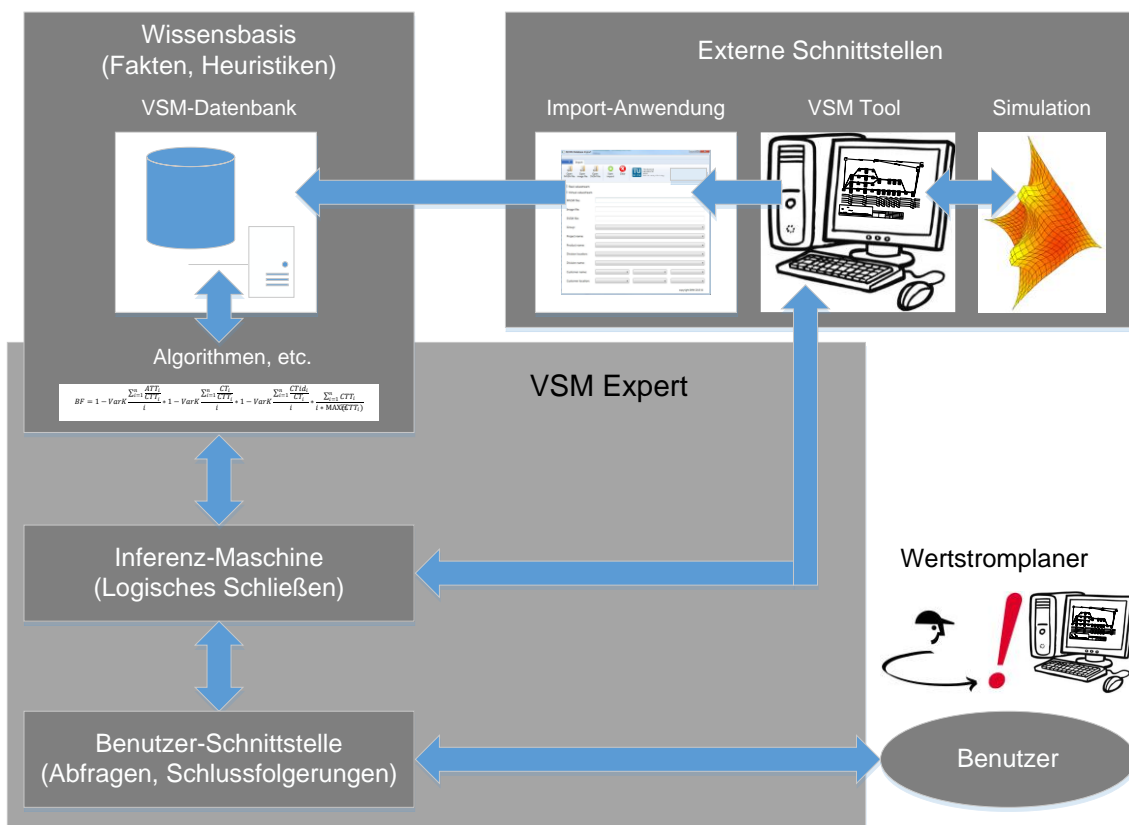 Wissensbasis
(Fakten, Heuristiken)
VSM-Datenbank
Externe Schnittstellen
Import-Anwendung
VSM Tool
Simulation
Algorithmen, etc.
VSM Expert
Inferenz-Maschine
(Logisches Schließen)
Wertstromplaner
Benutzer-Schnittstelle
(Abfragen, Schlussfolgerungen)
Benutzer